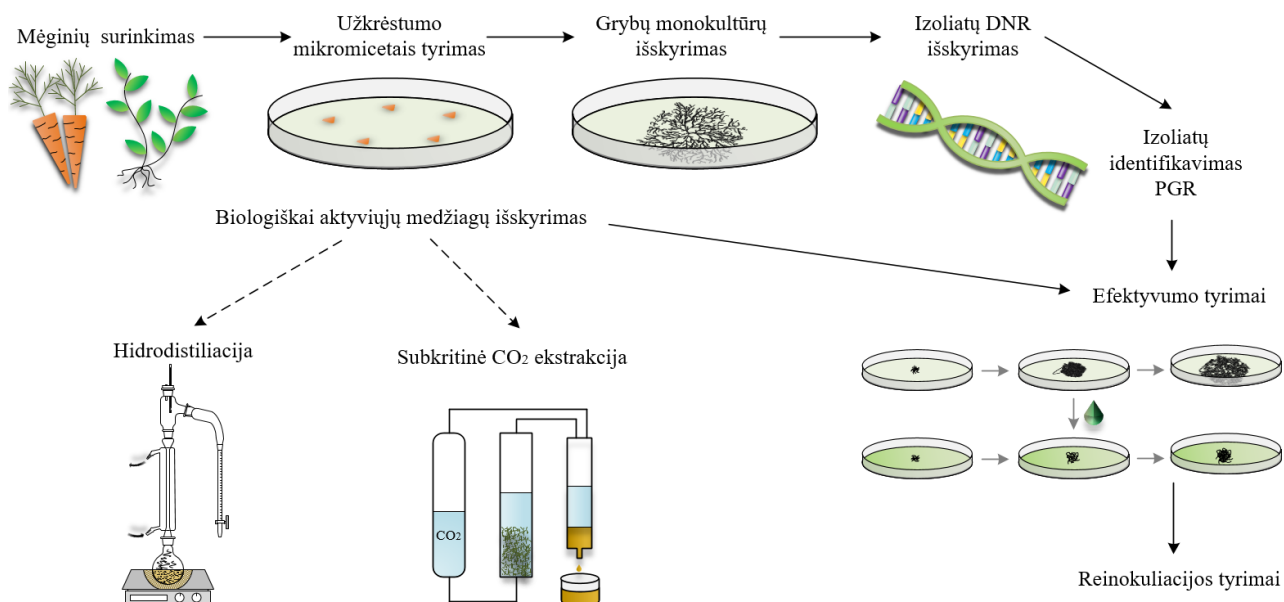 Mėginių surinkimas
Užkrėstumo
mikromicetais tyrimas
Grybų monokultūrų
išskyrimas
Izoliatų DNR
išskyrimas
Izoliatų
identifikavimas
PGR
Biologiškai aktyviųjų medžiagų išskyrimas
Efektyvumo tyrimai
Hidrodistiliacija
Subkritinė CO₂ ekstrakcija
CO₂
Reinokuliacijos tyrimai